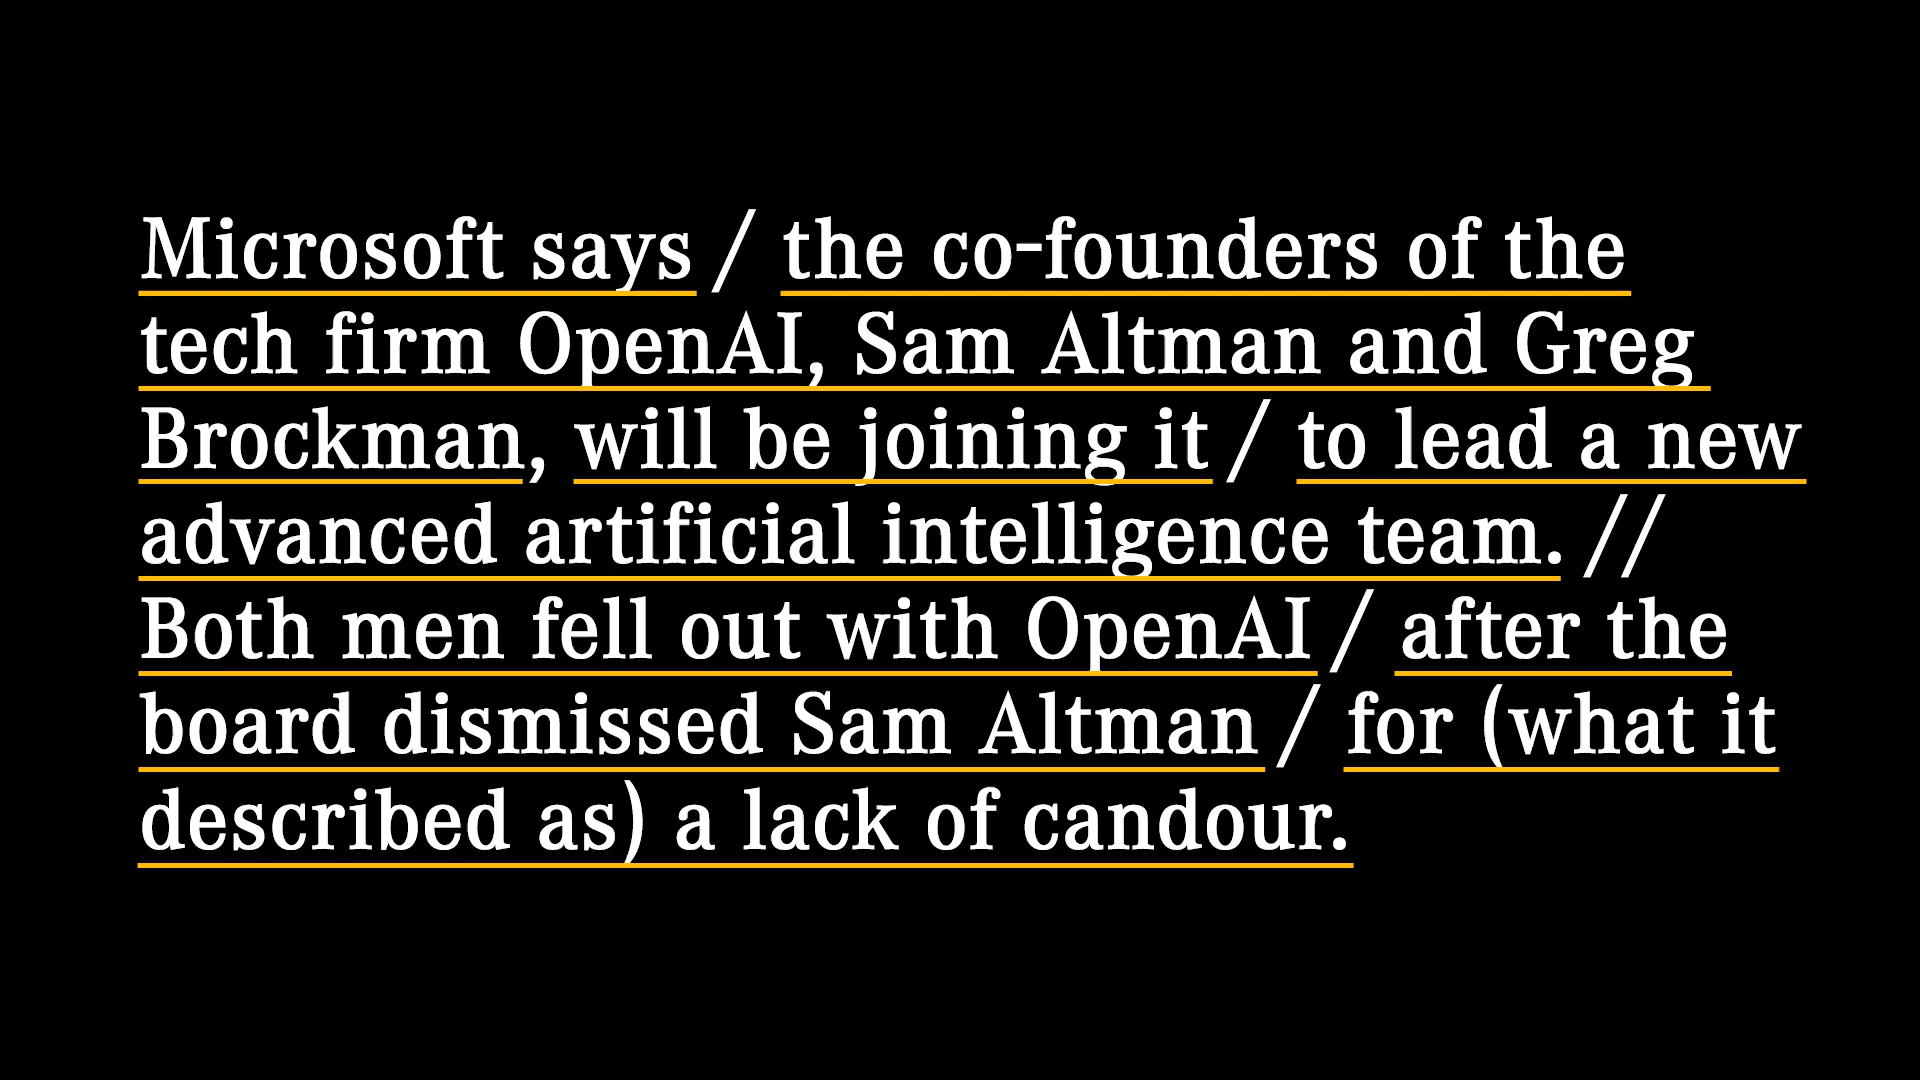 Microsoft says / the co-founders of the
tech firm OpenAI, Sam Altman and Greg
Brockman, will be joining it / to lead a new
advanced artificial intelligence team. //
Both men fell out with OpenAI / after the
board dismissed Sam Altman / for (what it
described as) a lack of candour.